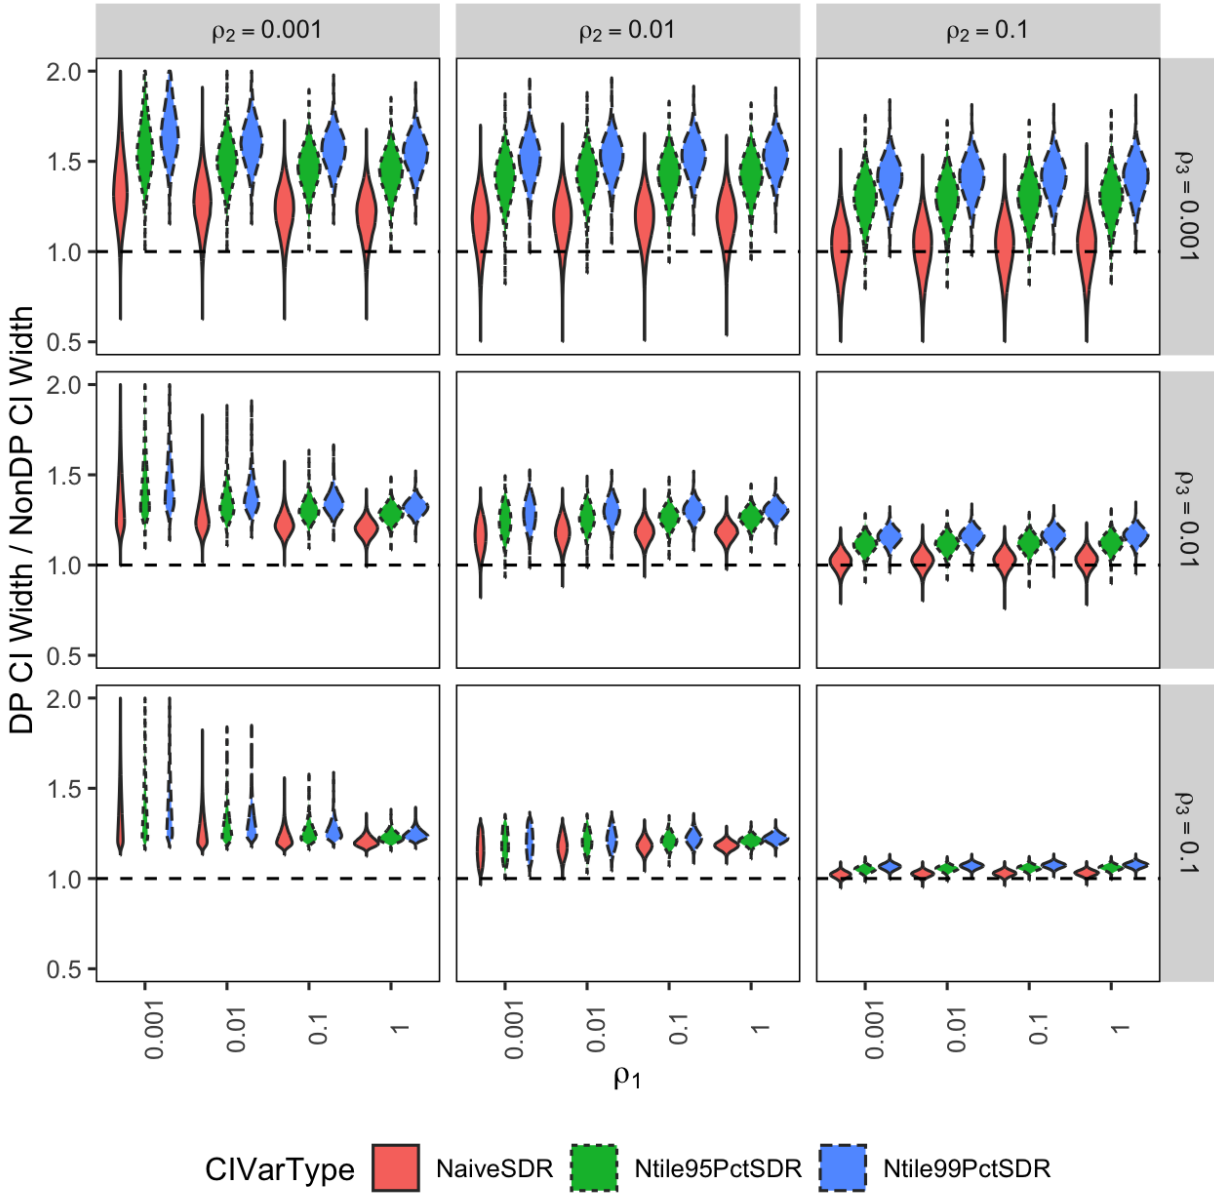 ρ₂ = 0.001
ρ₂ = 0.01
ρ₂ = 0.1
2.0
1.5
1.0
0.5
ρ₃ = 0.001
2.0
1.5
1.0
0.5
ρ₃ = 0.01
2.0
1.5
1.0
0.5
ρ₃ = 0.1
DP CI Width / NonDP CI Width
0.001 0.01 0.1 1
0.001 0.01 0.1 1
0.001 0.01 0.1 1
ρ₁
CIVarType NaiveSDR Ntile95PctSDR Ntile99PctSDR